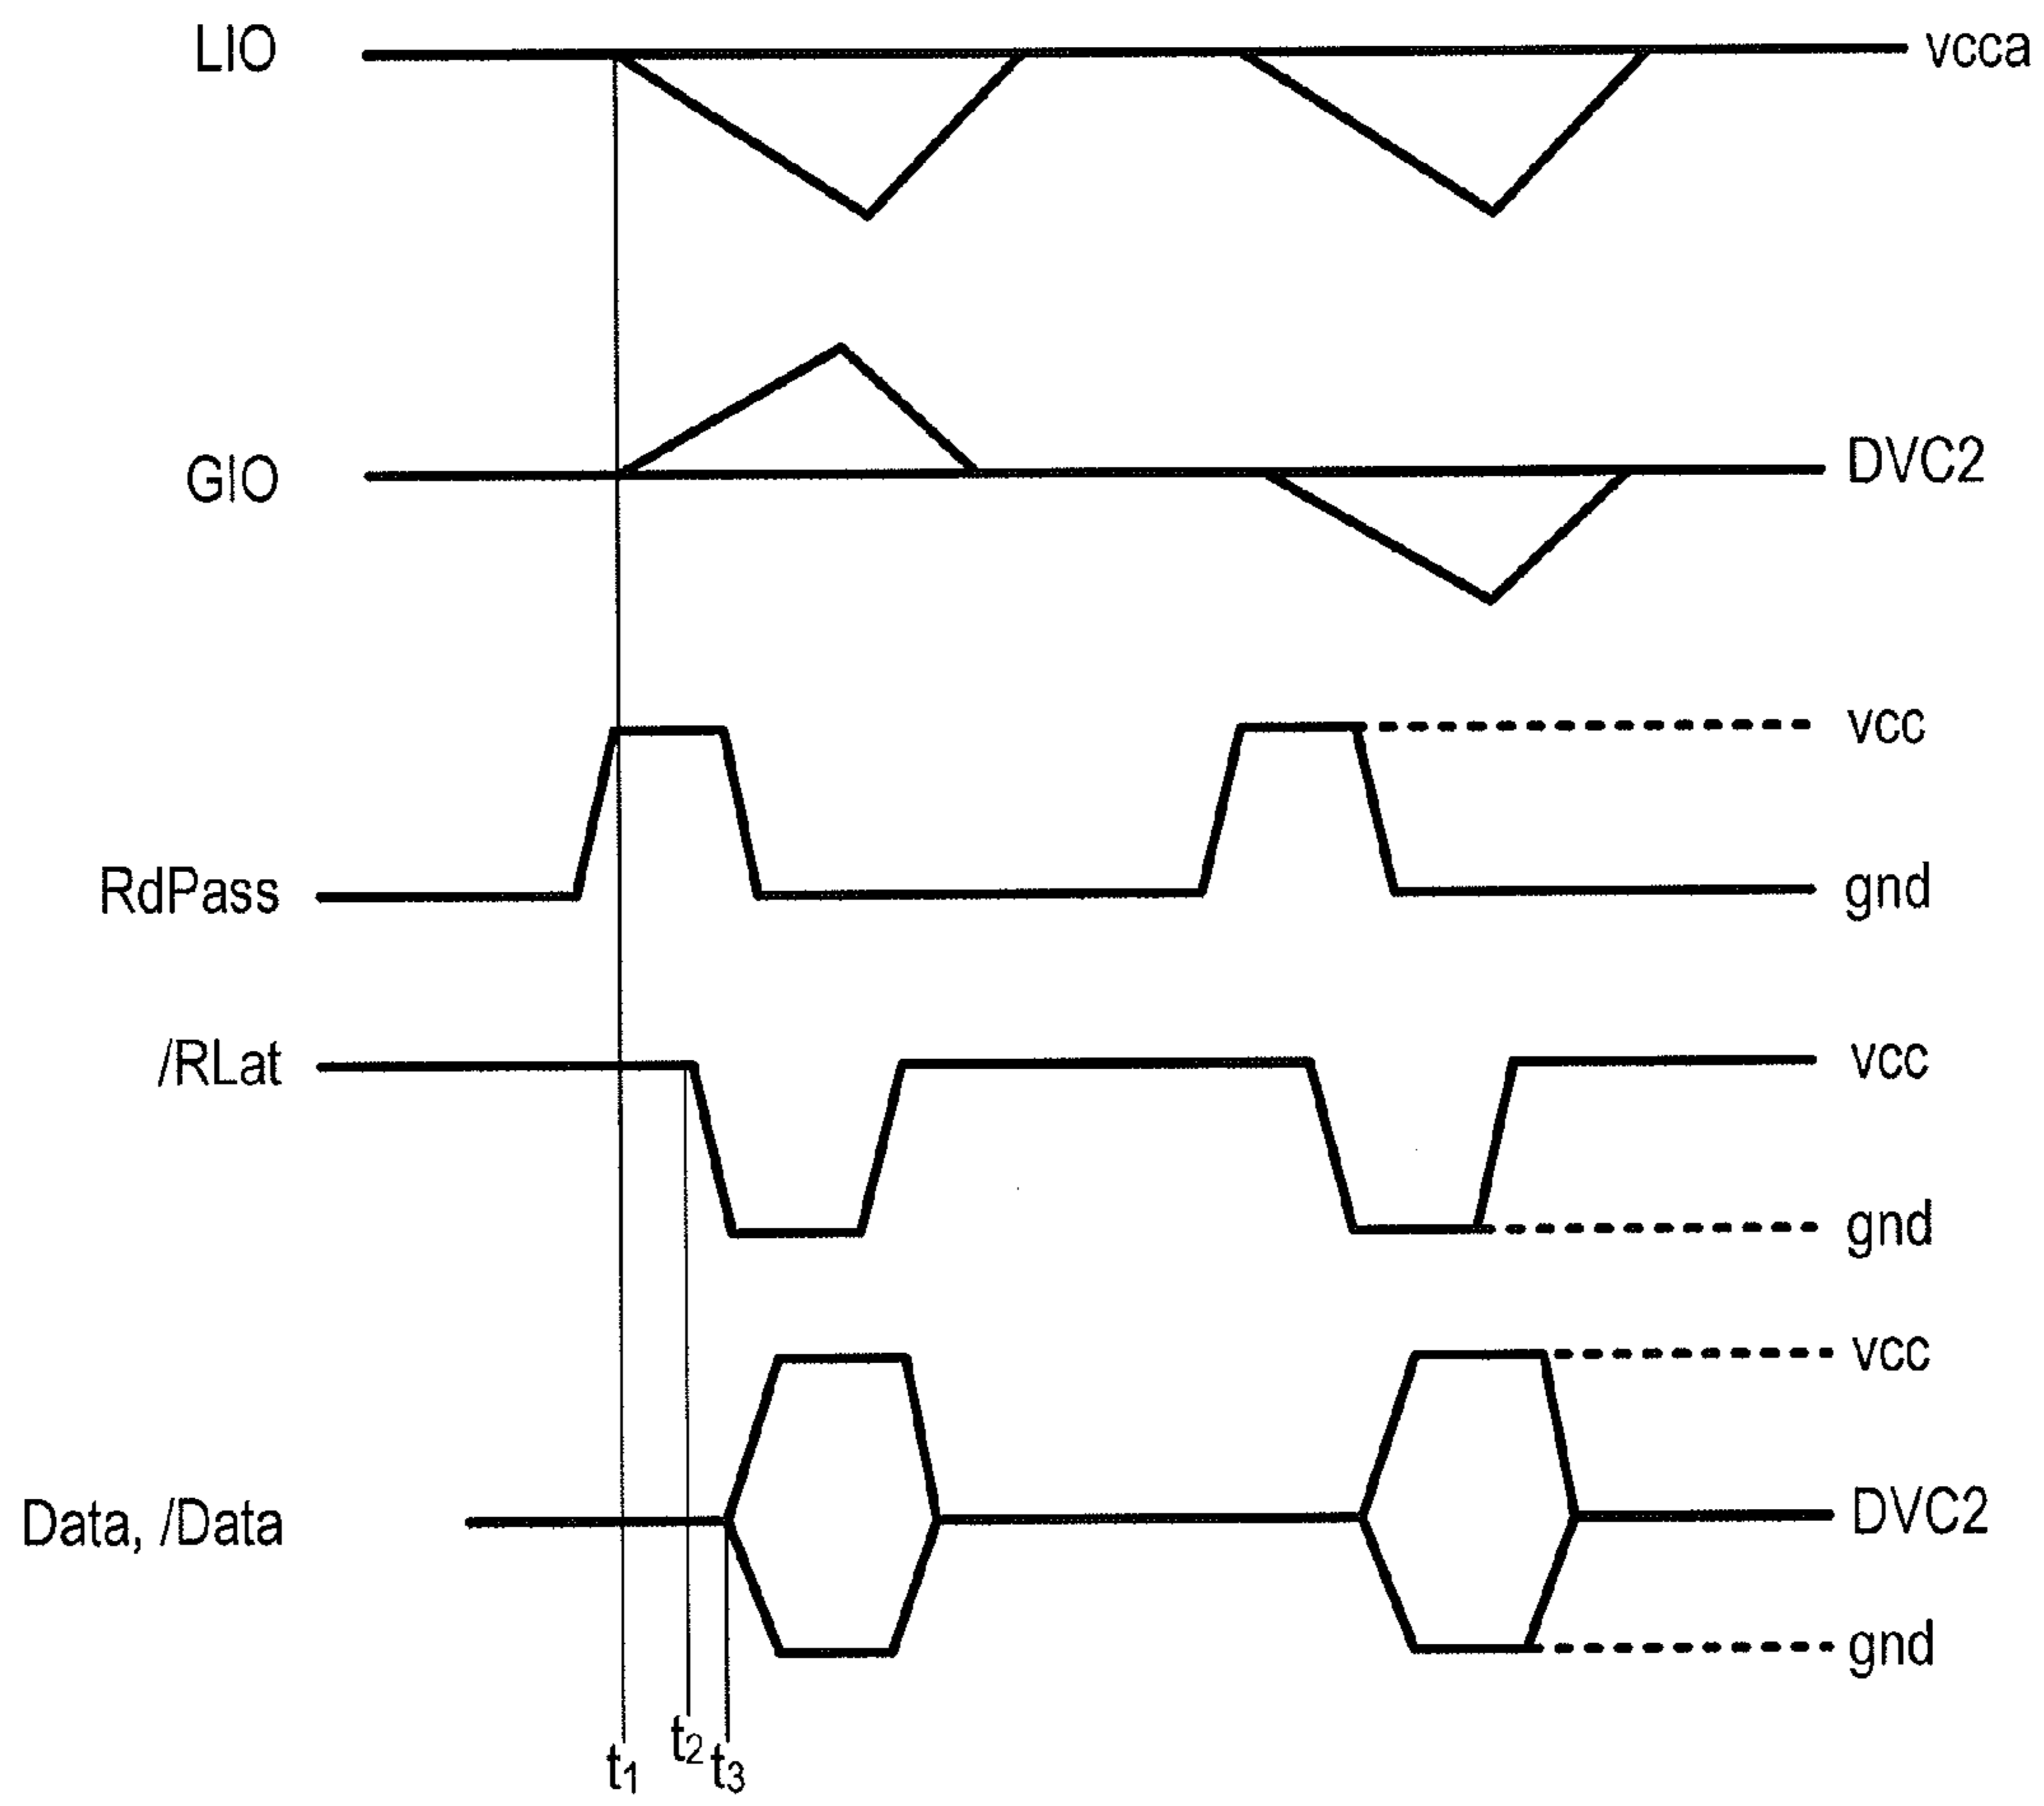 LIO
vcca
GIO
DVC2
vcc
RdPass
gnd
/RLat
vcc
gnd
vcc
Data, /Data
DVC2
gnd
t1
t2
t3